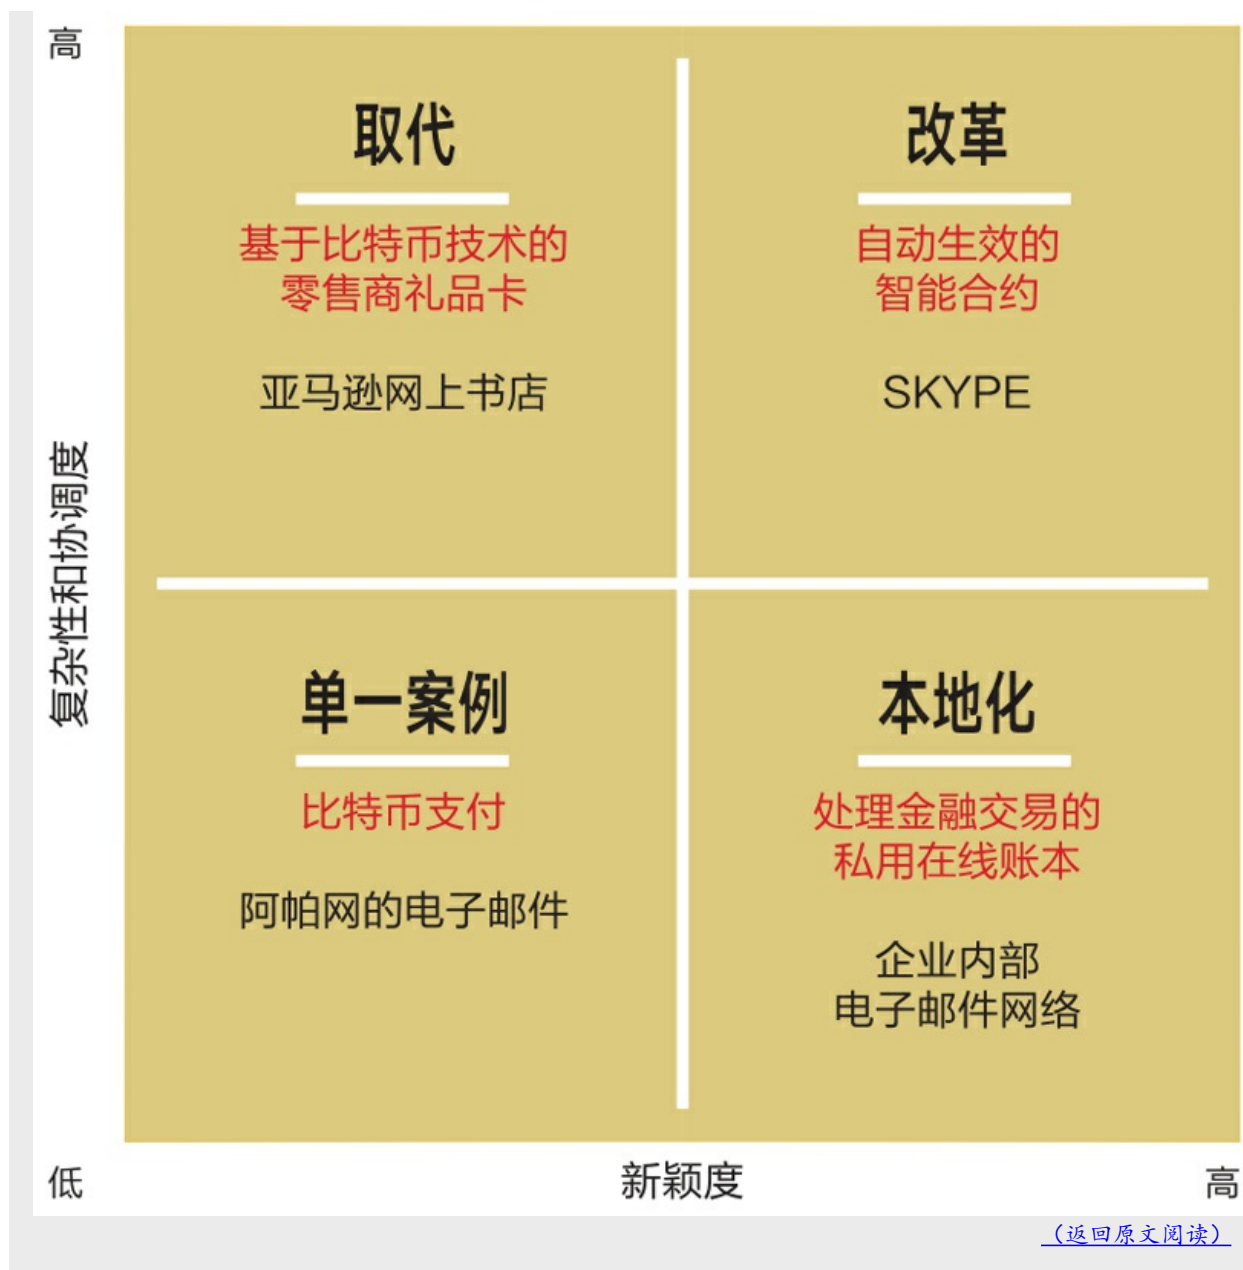 高
取代
基于比特币技术的
零售商礼品卡
亚马逊网上书店
改革
自动生效的
智能合约
SKYPE
复杂性和协调度
单一案例
比特币支付
阿帕网的电子邮件
本地化
处理金融交易的
私用在线账本
企业内部
电子邮件网络
低
新颖度
高
(返回原文阅读)